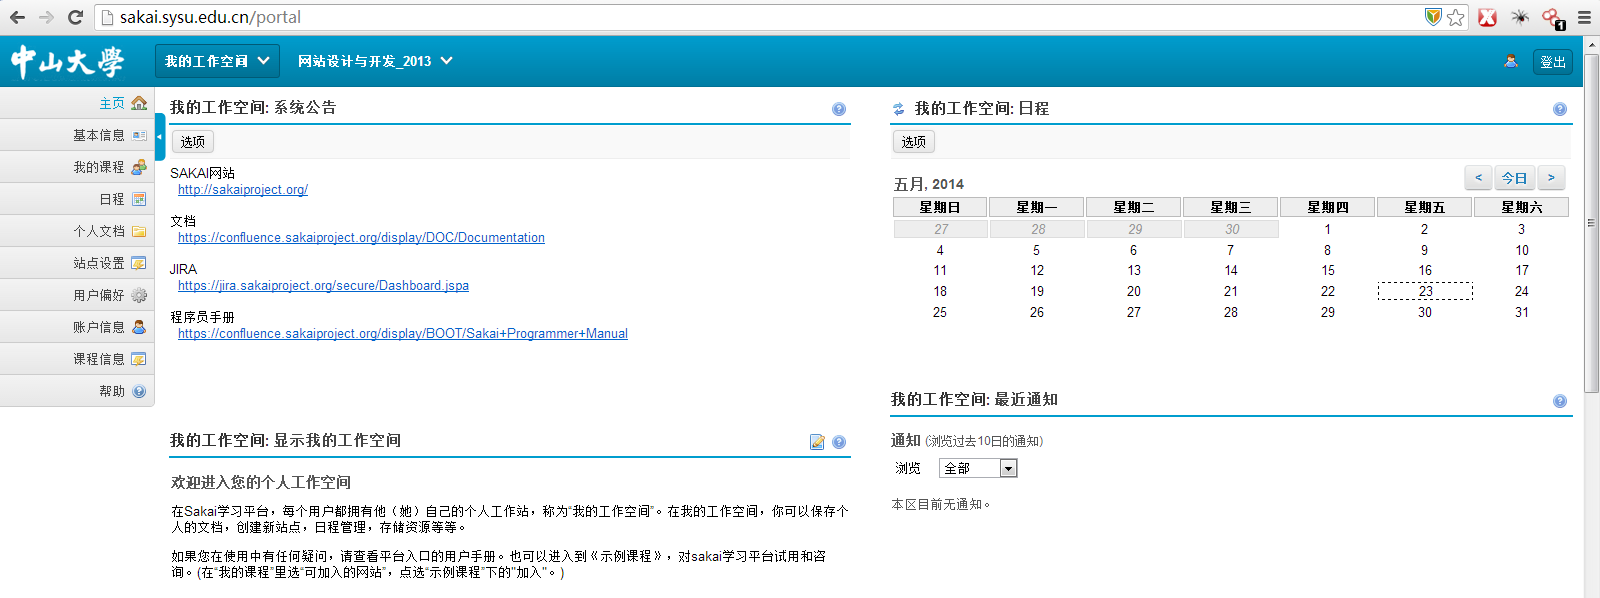 sakai.sysu.edu.cn/portal
中山大學
我的工作空间
网站设计与开发_2013
登出
主页
基本信息
我的课程
日程
个人文档
站点设置
用户偏好
账户信息
课程信息
帮助
我的工作空间: 系统公告
选项
SAKAI网站
http://sakaiproject.org/
文档
https://confluence.sakaiproject.org/display/DOC/Documentation
JIRA
https://jira.sakaiproject.org/secure/Dashboard.jspa
程序员手册
https://confluence.sakaiproject.org/display/BOOT/Sakai+Programmer+Manual
我的工作空间: 显示我的工作空间
欢迎进入您的个人工作空间
在Sakai学习平台，每个用户都拥有他（她）自己的个人工作站，称为“我的工作空间”。在我的工作空间，你可以保存个
人的文档，创建新站点，日程管理，存储资源等等。
如果您在使用中有任何疑问，请查看平台入口的用户手册。也可以进入到《示例课程》，对sakai学习平台试用和咨
询。(在“我的课程”里选“可加入的网站”，点选“示例课程”下的"加入"。)
我的工作空间: 日程
选项
五月, 2014
< 今日 >
星期日 星期一 星期二 星期三 星期四 星期五 星期六
27 28 29 30 1 2 3
4 5 6 7 8 9 10
11 12 13 14 15 16 17
18 19 20 21 22 23 24
25 26 27 28 29 30 31
我的工作空间: 最近通知
通知 (浏览过去10日的通知)
浏览 全部
本区目前无通知。